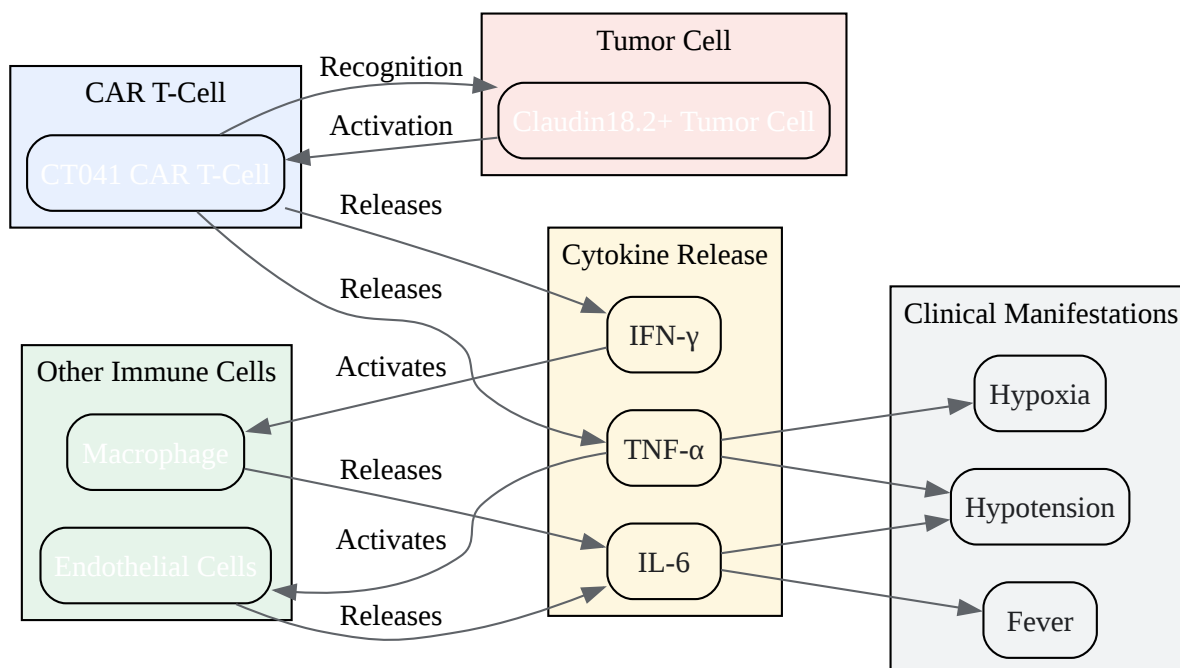 Tumor Cell
Recognition
CAR T-Cell
Claudin18.2+ Tumor Cell
Activation
CT041 CAR T-Cell
Releases
Cytokine Release
Releases
Clinical Manifestations
IFN-γ
Activates
Other Immune Cells
Hypoxia
TNF-α
Macrophage
Releases
Hypotension
Activates
IL-6
Endothelial Cells
Releases
Fever